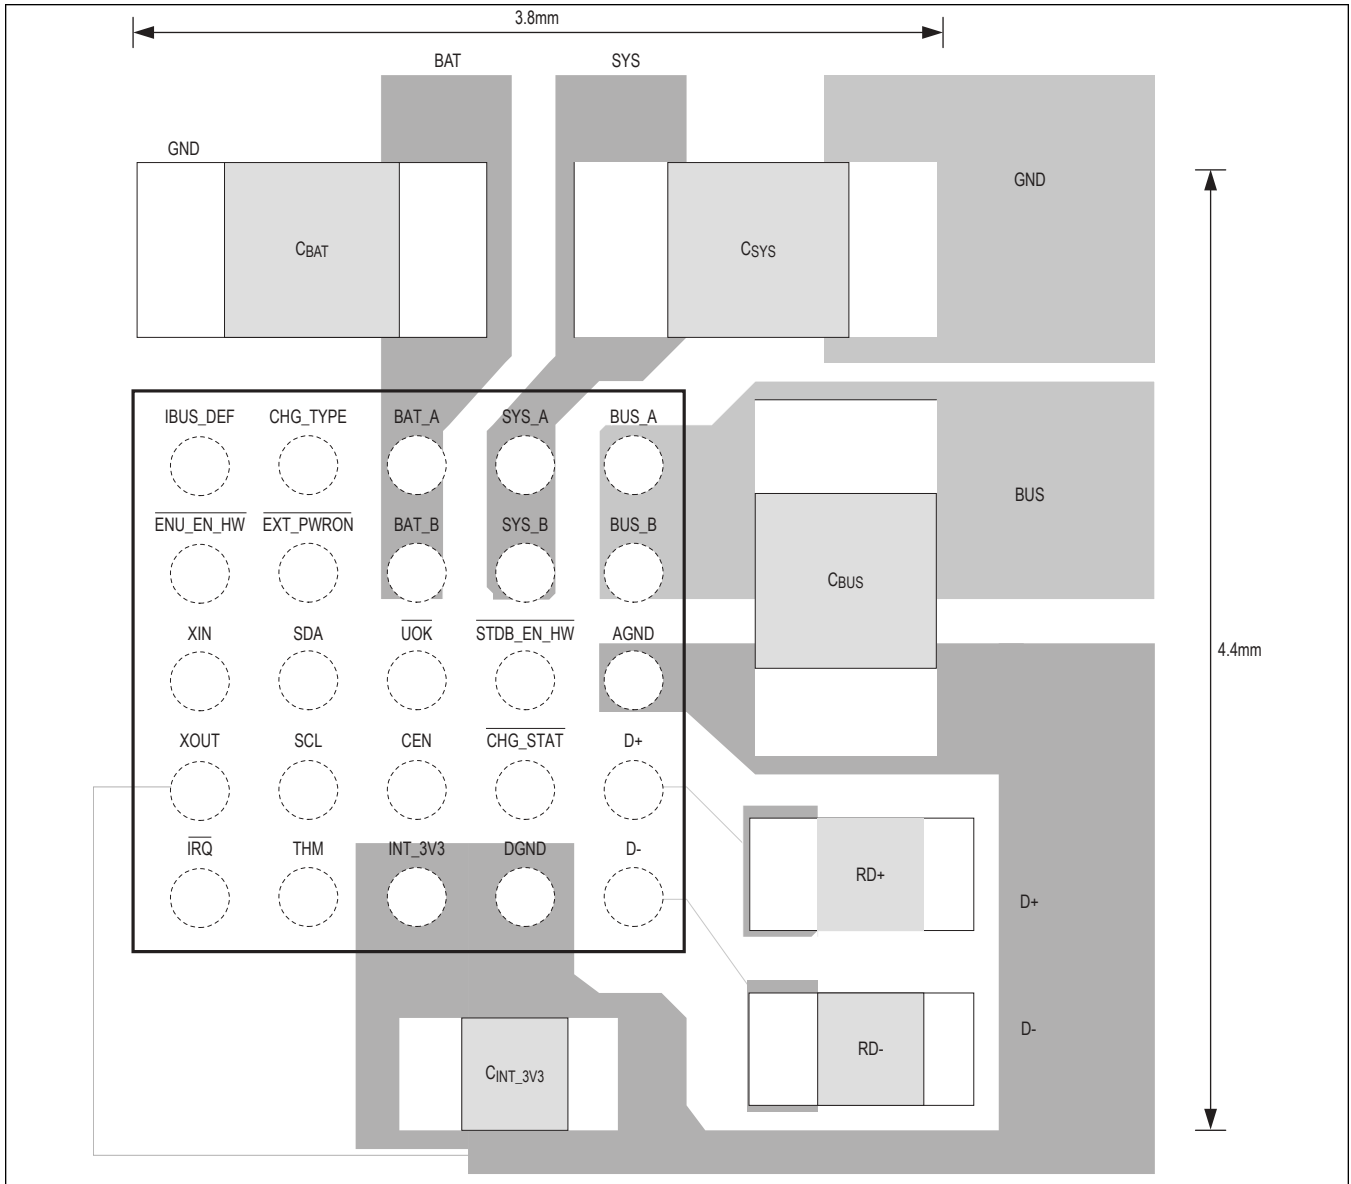 3.8mm
BAT SYS
GND
GND
CBAT CSYS
IBUS_DEF CHG_TYPE BAT_A SYS_A BUS_A
BUS
ENU_EN_HW EXT_PWRON BAT_B SYS_B BUS_B
CBUS
XIN SDA UOK STDB_EN_HW AGND
4.4mm
XOUT SCL CEN CHG_STAT D+
IRQ THM INT_3V3 DGND D-
RD+
D+
D-
RD-
CINT_3V3